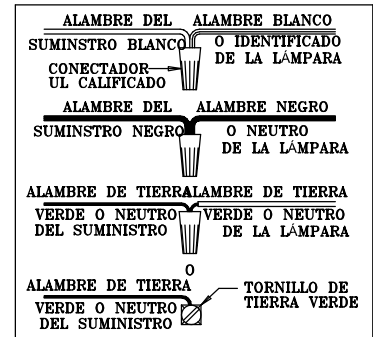 ALAMBRE DEL ALAMBRE BLANCO
SUMINSTRO BLANCO O IDENTIFICADO
DE LA LÁMPARA
CONECTADOR
UL CALIFICADO
ALAMBRE DEL ALAMBRE NEGRO
SUMINSTRO NEGRO O NEUTRO
DE LA LÁMPARA
ALAMBRE DE TIERRA ALAMBRE DE TIERRA
VERDE O NEUTRO VERDE O NEUTRO
DEL SUMINISTRO DE LA LÁMPARA
O
ALAMBRE DE TIERRA TORNILLO DE
VERDE O NEUTRO TIERRA VERDE
DEL SUMINISTRO